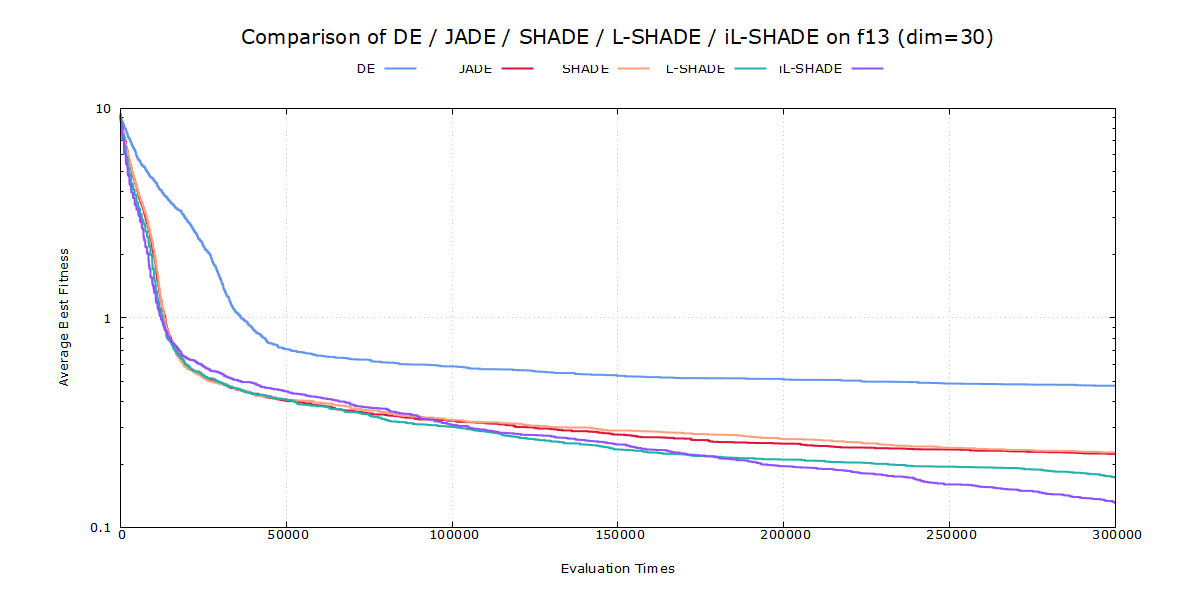 Comparison of DE / JADE / SHADE / L-SHADE / iL-SHADE on f13 (dim=30)
DE JADE SHADE L-SHADE iL-SHADE
10
1
0.1
Average Best Fitness
0 50000 100000 150000 200000 250000 300000
Evaluation Times